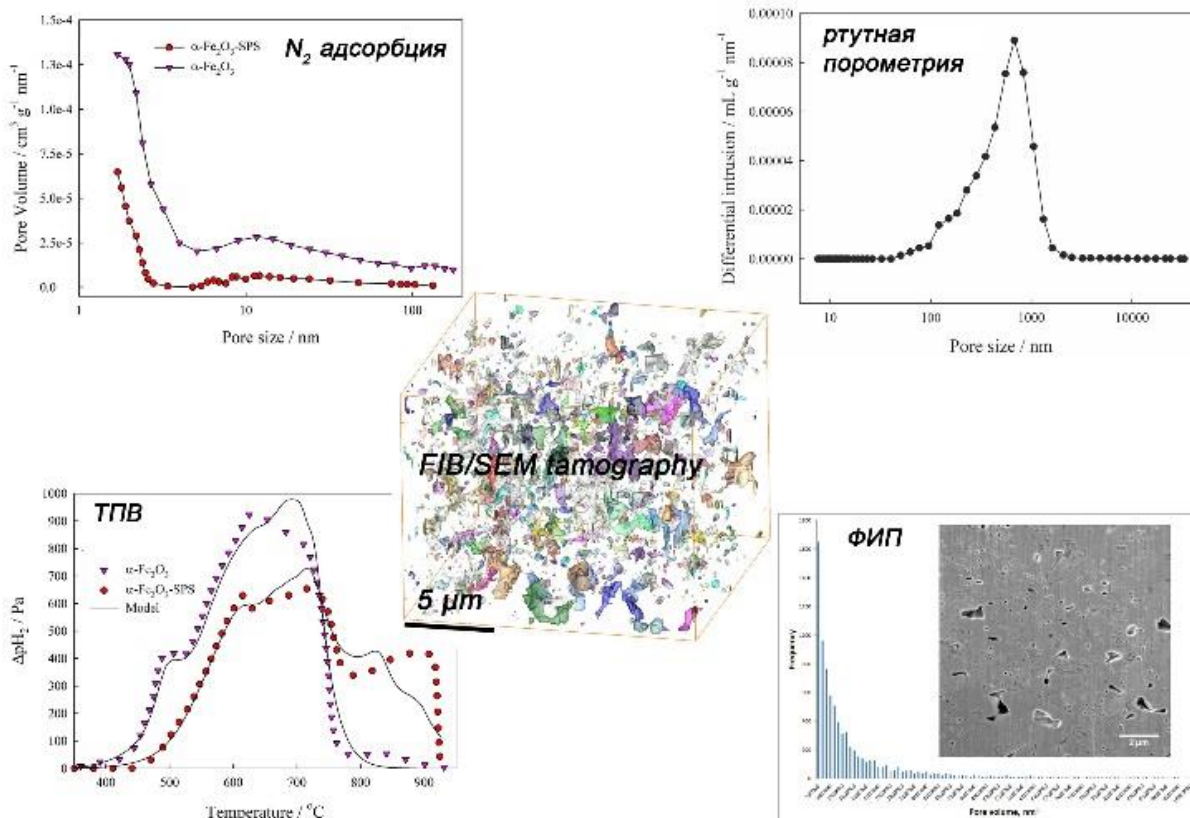 N₂ адсорбция
α-Fe₂O₃-SPS
α-Fe₂O₃
1.5e-4
1.3e-4
1.0e-4
7.5e-5
5.0e-5
2.5e-5
0.0
Pore Volume / cm³ g⁻¹ nm⁻¹
1 10 100
Pore size / nm
ртутная
порометрия
0.00010
0.00008
0.00006
0.00004
0.00002
0.00000
Differential intrusion / mL g⁻¹ nm⁻¹
10 100 1000 10000
Pore size / nm
FIB/SEM tamography
5 µm
ТПВ
α-Fe₂O₃
α-Fe₂O₃-SPS
Model
1000
900
800
700
600
500
400
300
200
100
0
ΔpH₂ / Pa
400 500 600 700 800 900
Temperature / °C
ФИП
Frequency
2 µm
Pore volume, nm³